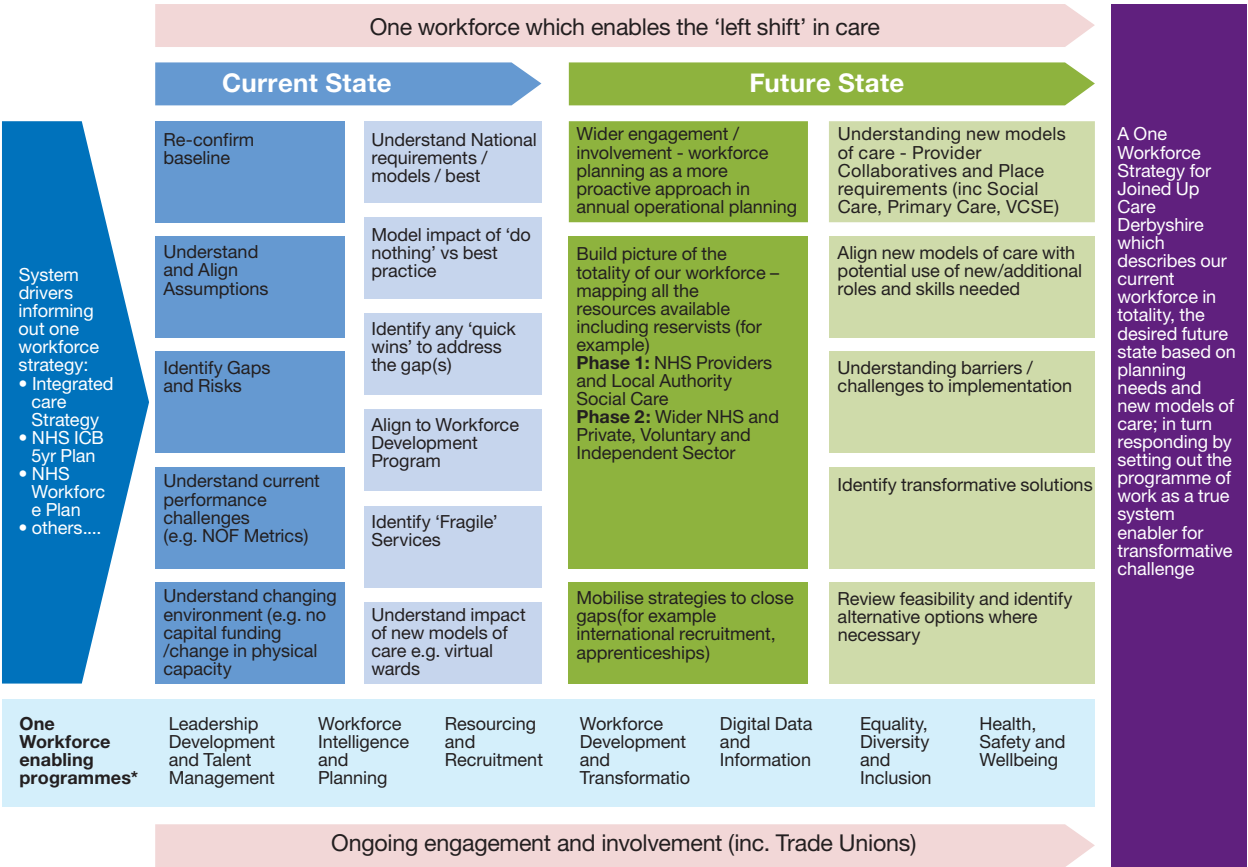 One workforce which enables the ‘left shift’ in care
Current State
Future State
System
drivers
informing
out one
workforce
strategy:
• Integrated
care
Strategy
• NHS ICB
5yr Plan
• NHS
Workforc
e Plan
• others....
Re-confirm
baseline
Understand
and Align
Assumptions
Identify Gaps
and Risks
Understand current
performance
challenges
(e.g. NOF Metrics)
Understand changing
environment (e.g. no
capital funding
/change in physical
capacity
Understand National
requirements /
models / best
Model impact of ‘do
nothing’ vs best
practice
Identify any ‘quick
wins’ to address
the gap(s)
Align to Workforce
Development
Program
Identify ‘Fragile’
Services
Understand impact
of new models of
care e.g. virtual
wards
Wider engagement /
involvement - workforce
planning as a more
proactive approach in
annual operational planning
Build picture of the
totality of our workforce –
mapping all the
resources available
including reservists (for
example)
Phase 1: NHS Providers
and Local Authority
Social Care
Phase 2: Wider NHS and
Private, Voluntary and
Independent Sector
Mobilise strategies to close
gaps(for example
international recruitment,
apprenticeships)
Understanding new models
of care - Provider
Collaboratives and Place
requirements (inc Social
Care, Primary Care, VCSE)
Align new models of care with
potential use of new/additional
roles and skills needed
Understanding barriers /
challenges to implementation
Identify transformative solutions
Review feasibility and identify
alternative options where
necessary
A One
Workforce
Strategy for
Joined Up
Care
Derbyshire
which
describes our
current
workforce in
totality, the
desired future
state based on
planning
needs and
new models of
care; in turn
responding by
setting out the
programme of
work as a true
system
enabler for
transformative
challenge
One
Workforce
enabling
programmes*
Leadership
Development
and Talent
Management
Workforce
Intelligence
and
Planning
Resourcing
and
Recruitment
Workforce
Development
and
Transformatio
Digital Data
and
Information
Equality,
Diversity
and
Inclusion
Health,
Safety and
Wellbeing
Ongoing engagement and involvement (inc. Trade Unions)